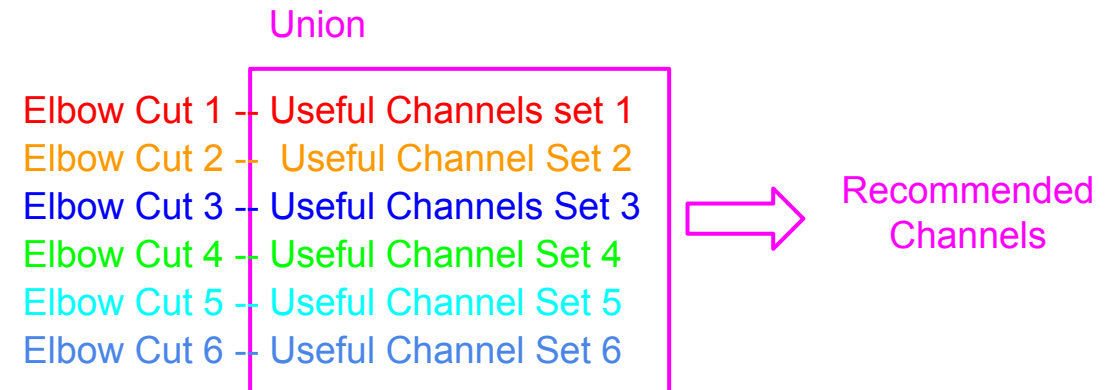 Union
Elbow Cut 1 -- Useful Channels set 1
Elbow Cut 2 -- Useful Channel Set 2
Elbow Cut 3 -- Useful Channels Set 3
Elbow Cut 4 -- Useful Channel Set 4
Elbow Cut 5 -- Useful Channel Set 5
Elbow Cut 6 -- Useful Channel Set 6
Recommended
Channels